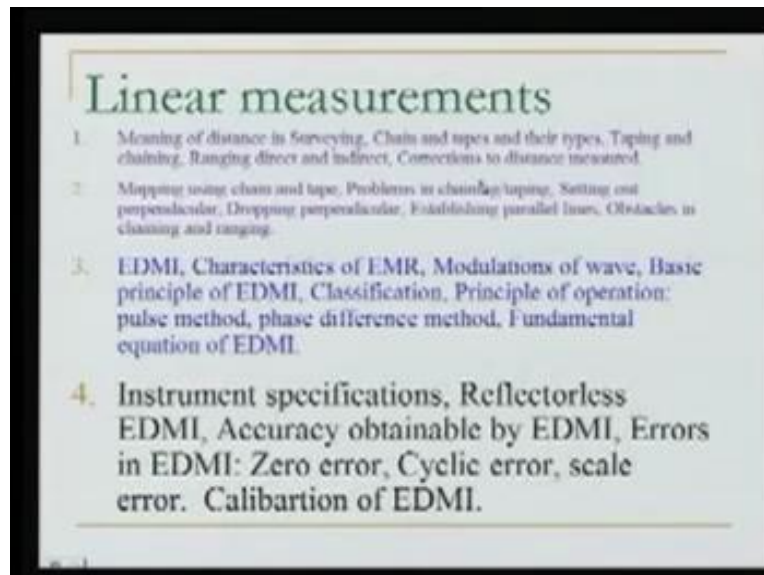 Linear measurements
1. Meaning of distance in Surveying, Chain and tapes and their types, Taping and
chaining, Ranging direct and indirect, Corrections to distance measured
2. Mapping using chain and tape, Problems in chaining/taping, Setting out
perpendicular, Dropping perpendicular, Establishing parallel lines, Obstacles in
chaining and ranging.
3. EDMI, Characteristics of EMR, Modulations of wave, Basic
principle of EDMI, Classification, Principle of operation:
pulse method, phase difference method, Fundamental
equation of EDMI.
4. Instrument specifications, Reflectorless
EDMI, Accuracy obtainable by EDMI, Errors
in EDMI: Zero error, Cyclic error, scale
error. Calibartion of EDMI.